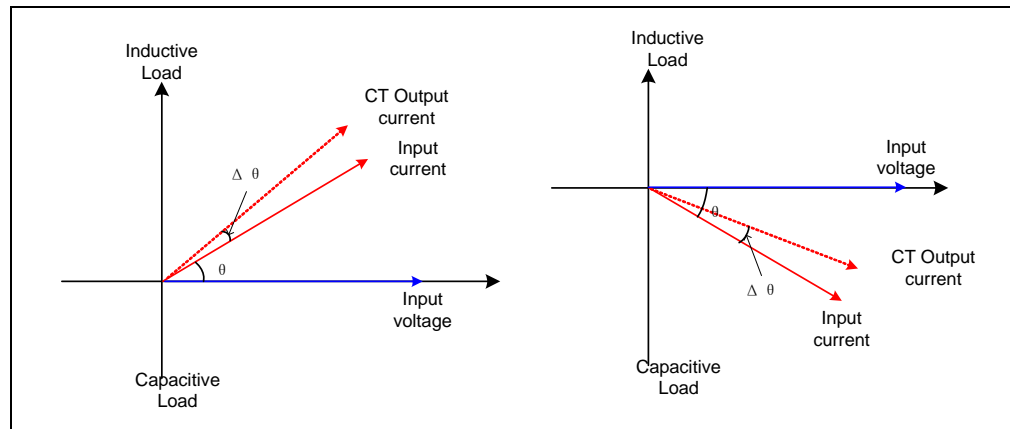 Inductive
Load
CT Output
current
Input
current
Δ θ
θ
Input
voltage
Capacitive
Load
Inductive
Load
Input
voltage
θ
CT Output
current
Δ θ
Input
current
Capacitive
Load